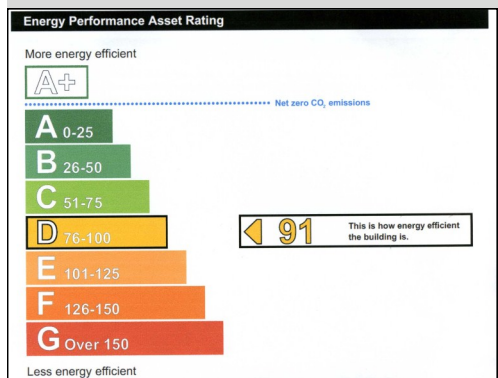 Energy Performance Asset Rating
More energy efficient
A+
Net zero CO₂ emissions
A 0-25
B 26-50
C 51-75
D 76-100
91
This is how energy efficient
the building is.
E 101-125
F 126-150
G Over 150
Less energy efficient